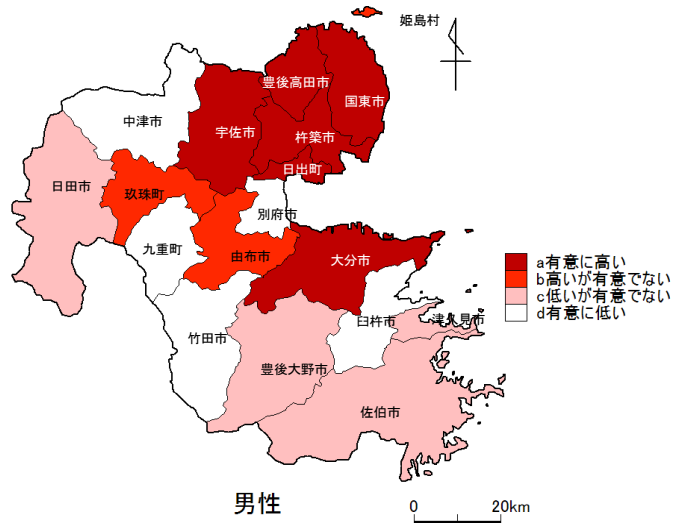 姫島村
豊後高田市
国東市
中津市
宇佐市
杵築市
日出町
日田市
玖珠町
別府市
九重町
由布市
大分市
a有意に高い
b高いが有意でない
c低いが有意でない
d有意に低い
臼杵市
津久見市
竹田市
豊後大野市
佐伯市
男性
0 20km